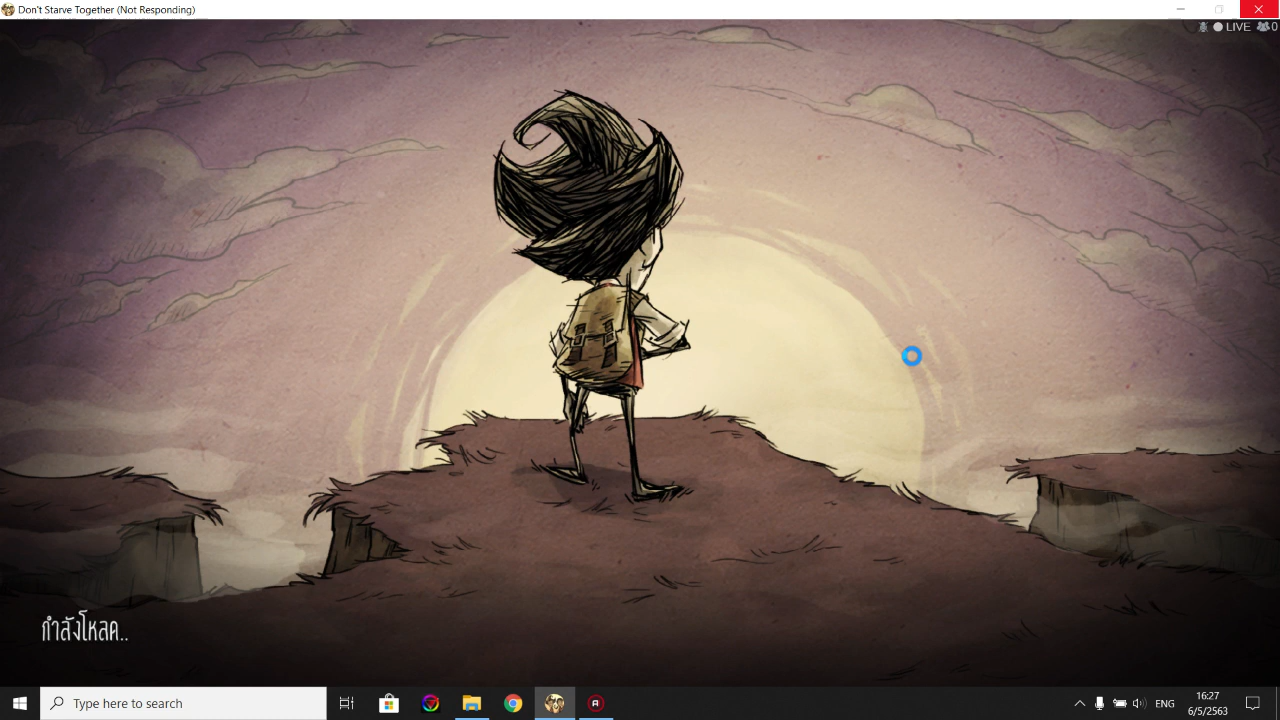 Don't Starve Together (Not Responding)
LIVE 0
กำลังโหลด..
Type here to search
ENG
16:27
6/5/2563